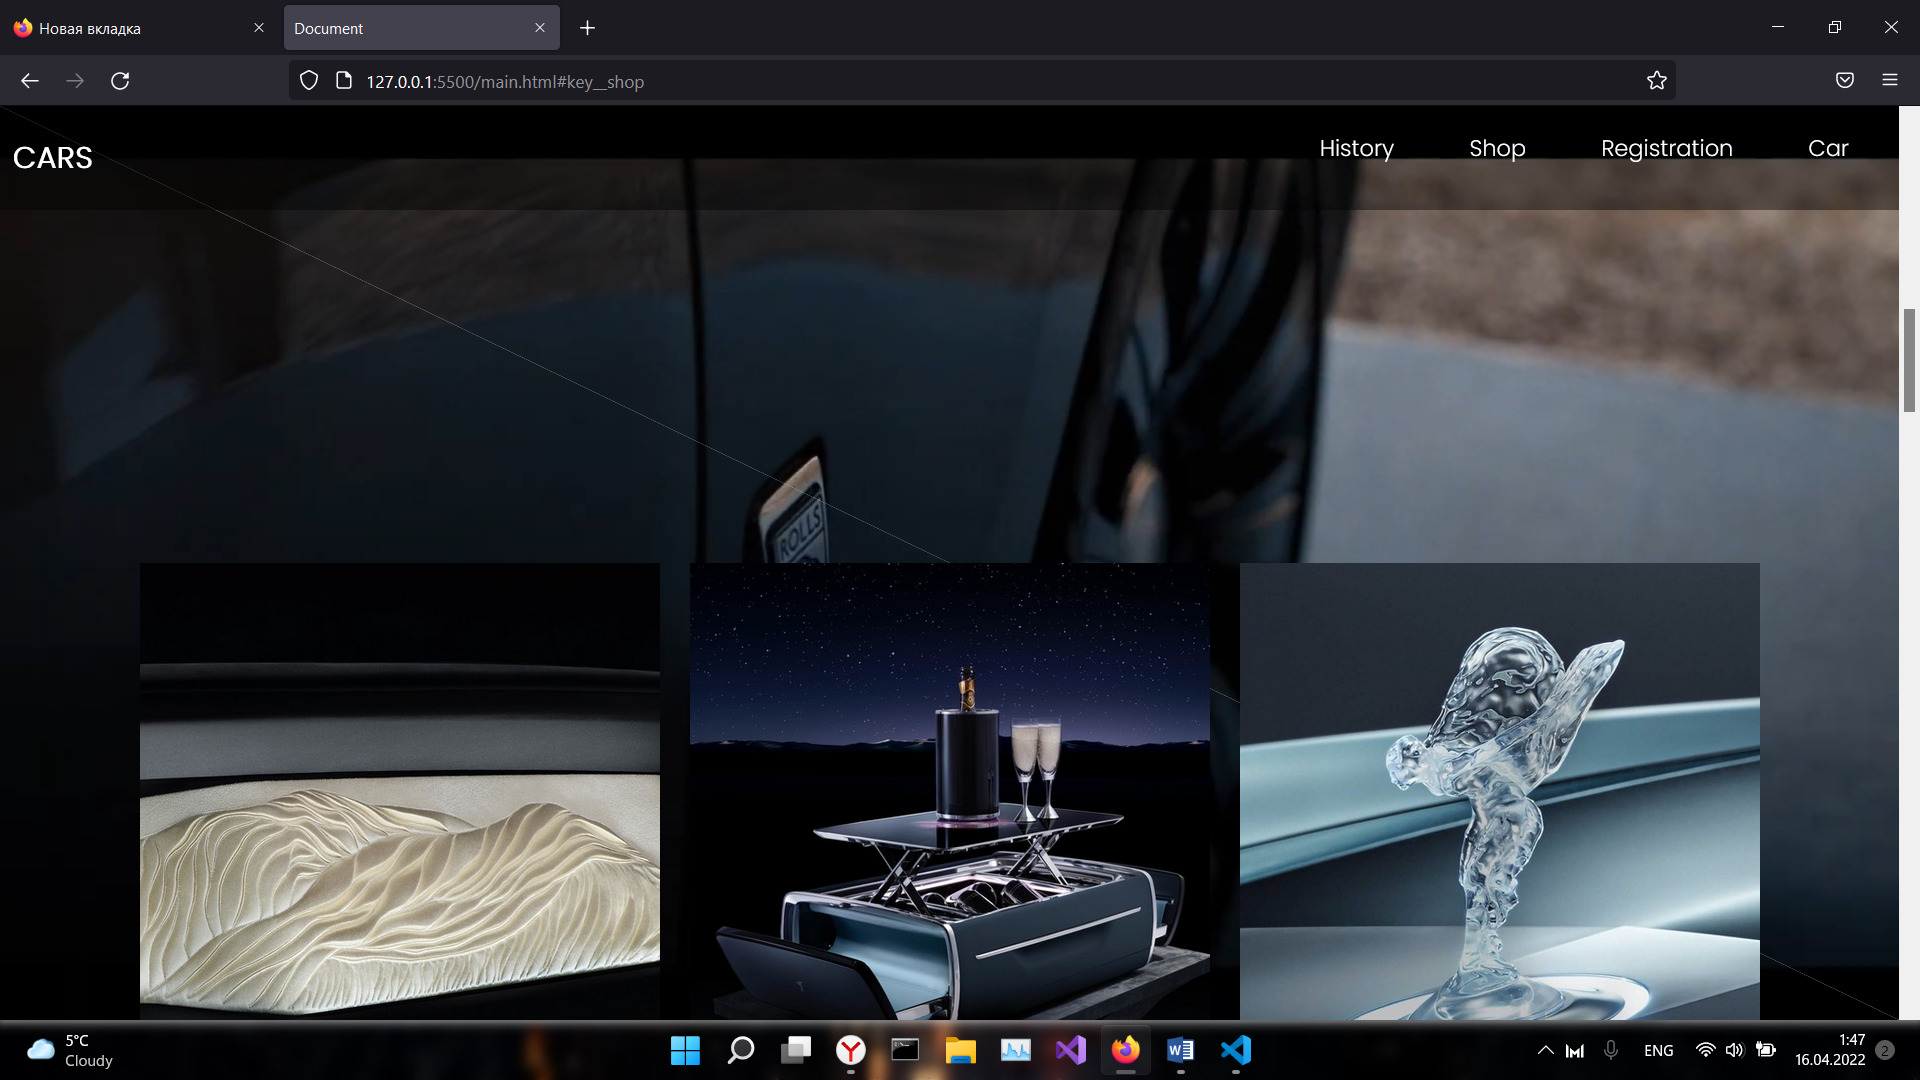 Новая вкладка
Document
127.0.0.1:5500/main.html#key__shop
CARS
History
Shop
Registration
Car
ROLLS
5°C
Cloudy
ENG
1:47
16.04.2022
2